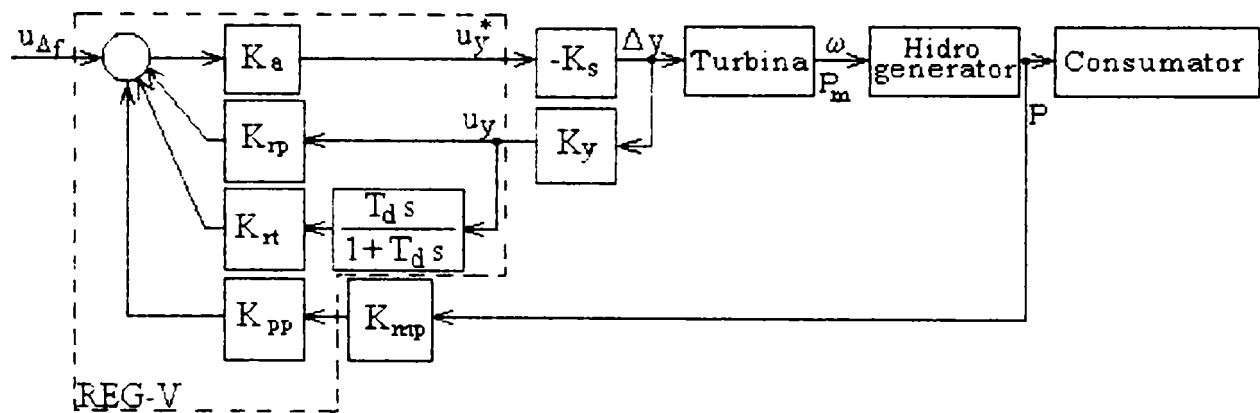 u_Δf
K_a
u_y^*
-K_s
Δy
Turbina
ω
P_m
Hidro
generator
Consumator
P
K_rp
u_y
K_y
K_rt
T_d s
1 + T_d s
K_pp
K_mp
REG-V